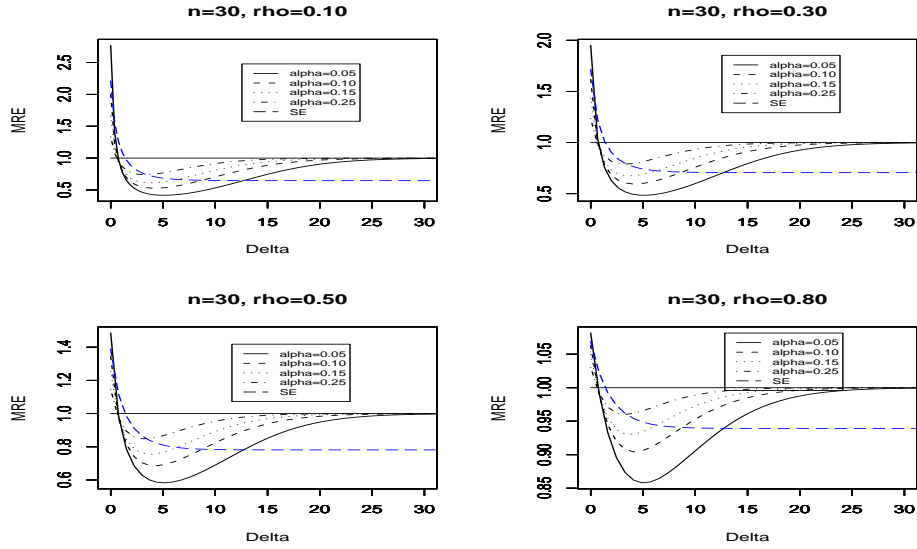 n=30, rho=0.10
MRE
0.5 1.0 1.5 2.0 2.5
alpha=0.05
alpha=0.10
alpha=0.15
alpha=0.25
SE
0 5 10 15 20 25 30
Delta
n=30, rho=0.30
MRE
0.5 1.0 1.5 2.0
alpha=0.05
alpha=0.10
alpha=0.15
alpha=0.25
SE
0 5 10 15 20 25 30
Delta
n=30, rho=0.50
MRE
0.6 0.8 1.0 1.2 1.4
alpha=0.05
alpha=0.10
alpha=0.15
alpha=0.25
SE
0 5 10 15 20 25 30
Delta
n=30, rho=0.80
MRE
0.85 0.90 0.95 1.00 1.05
alpha=0.05
alpha=0.10
alpha=0.15
alpha=0.25
SE
0 5 10 15 20 25 30
Delta